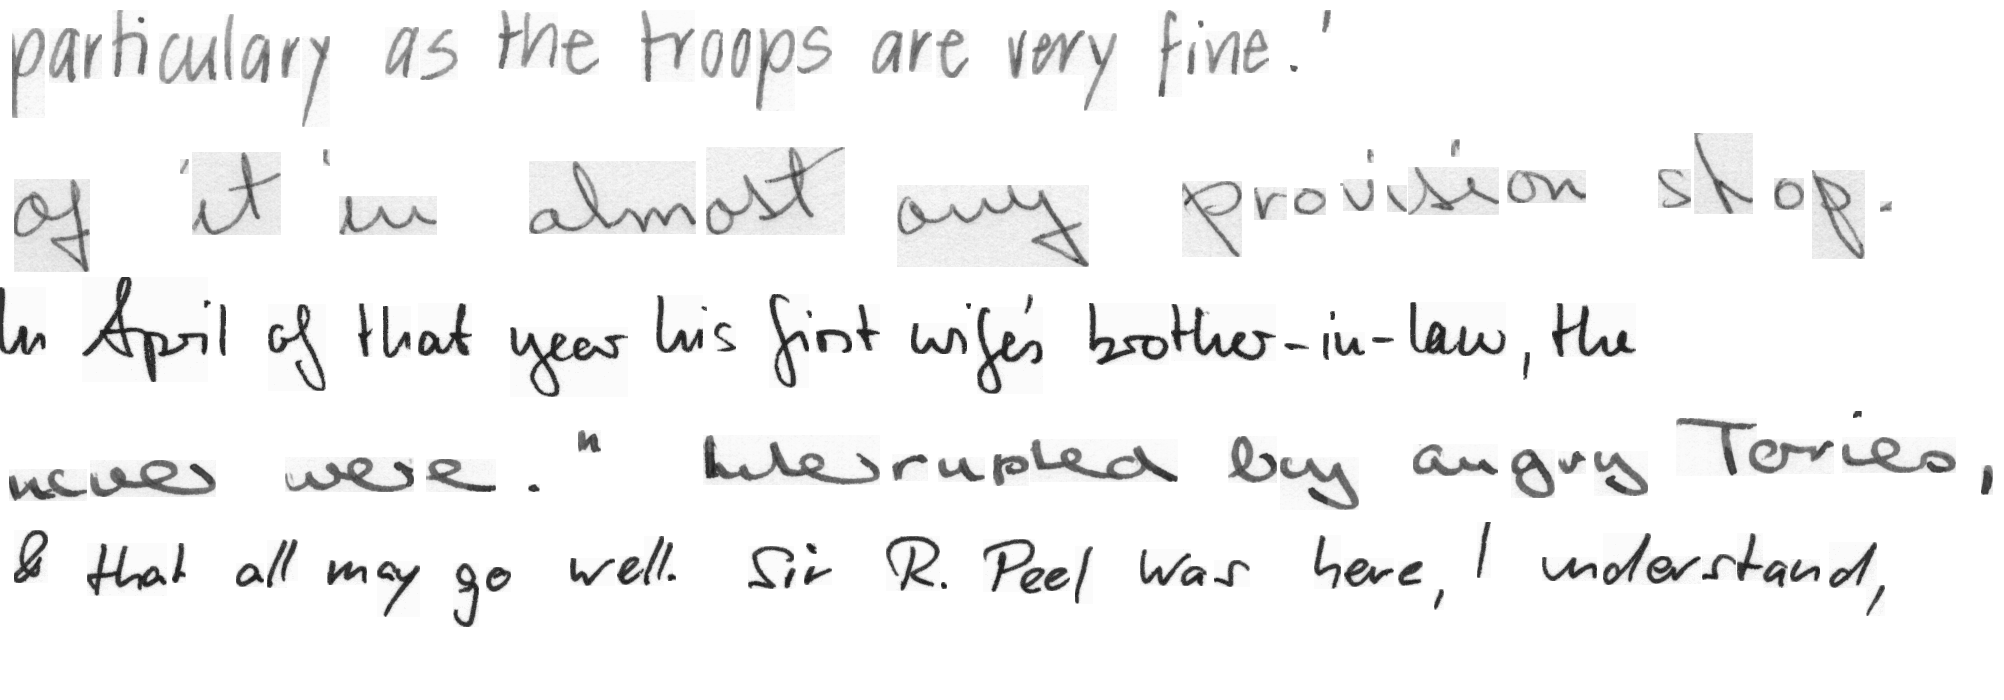 particulary as the troops are very fine.'
of 'it' in almost any provision shop.
In April of that year his first wife's brother-in-law, the
never were." Interrupted by angry Tories,
& that all may go well. Sir R. Peel was here, I understand,